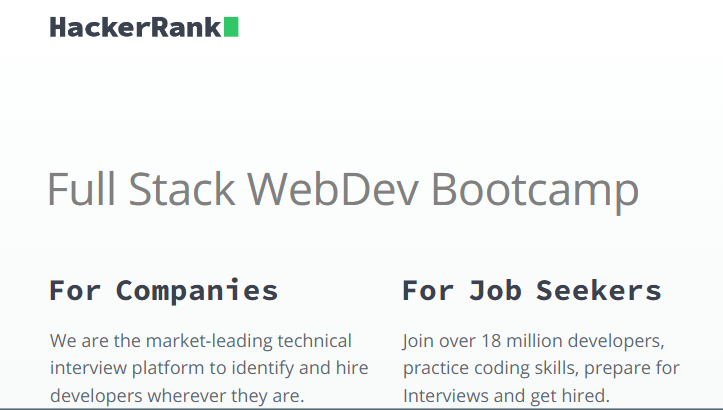 HackerRank
Full Stack WebDev Bootcamp
For Companies
We are the market-leading technical
interview platform to identify and hire
developers wherever they are.
For Job Seekers
Join over 18 million developers,
practice coding skills, prepare for
Interviews and get hired.